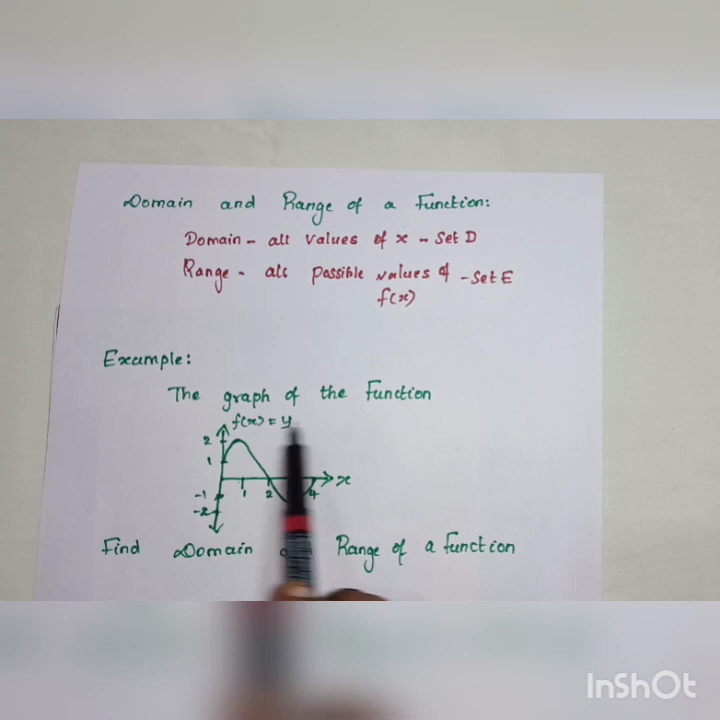 Domain and Range of a Function:
Domain - all values of x - Set D
Range - all possible values of - Set E
f(x)
Example:
The graph of the Function
f(x) = y
2
1
x
1 2 4
-1
-2
Find Domain Range of a function
InShOt